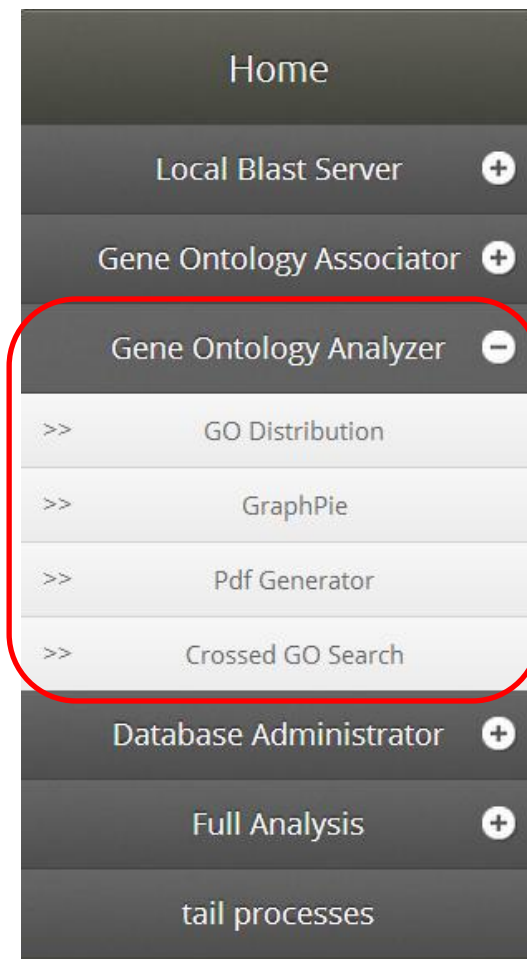 Home
Local Blast Server
Gene Ontology Associator
Gene Ontology Analyzer
>> GO Distribution
>> GraphPie
>> Pdf Generator
>> Crossed GO Search
Database Administrator
Full Analysis
tail processes